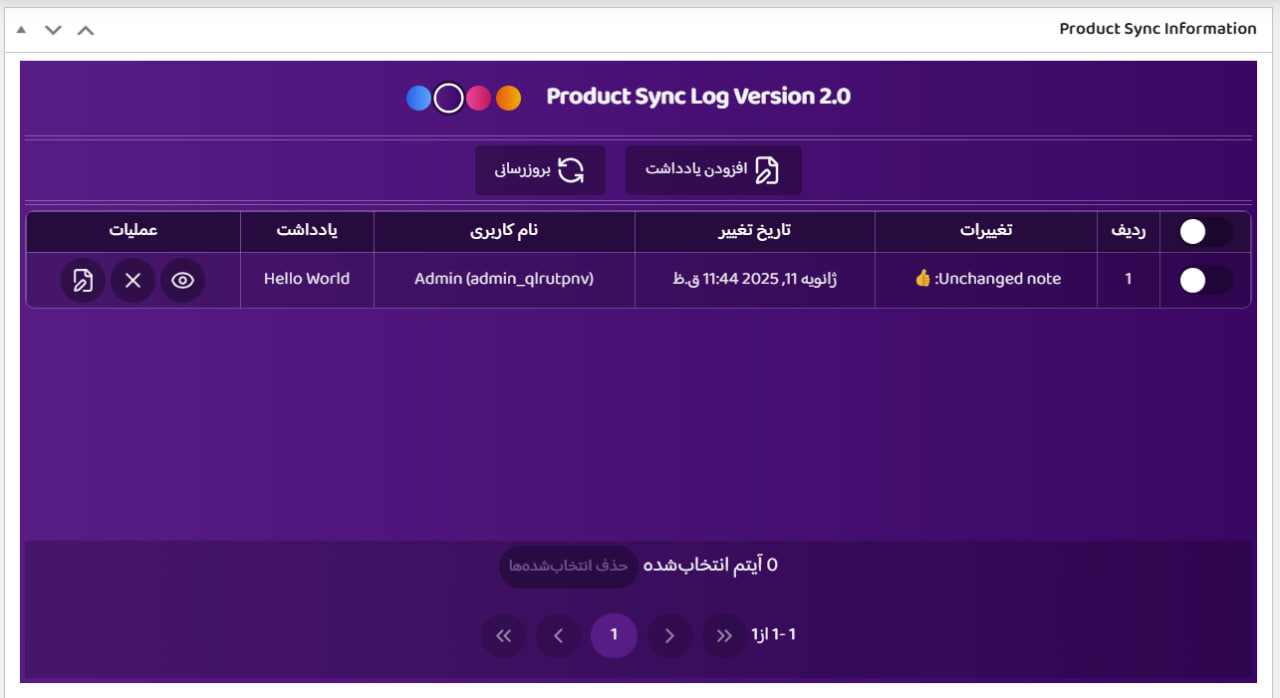 Product Sync Information
Product Sync Log Version 2.0
افزودن یادداشت
بروزرسانی
ردیف تغییرات تاریخ تغییر نام کاربری یادداشت عملیات
1 👍 :Unchanged note ژانویه 11, 2025 11:44 ق.ظ Admin (admin_qlrutpnv) Hello World
0 آیتم انتخاب‌شده حذف انتخاب‌شده‌ها
1 -1 از1 » › 1 ‹ «